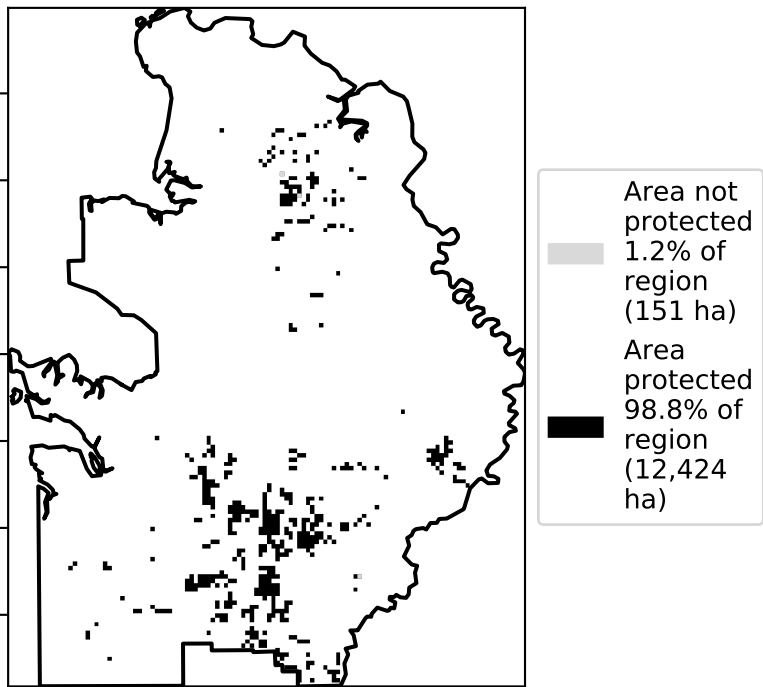 Area not
protected
1.2% of
region
(151 ha)
Area
protected
98.8% of
region
(12,424
ha)